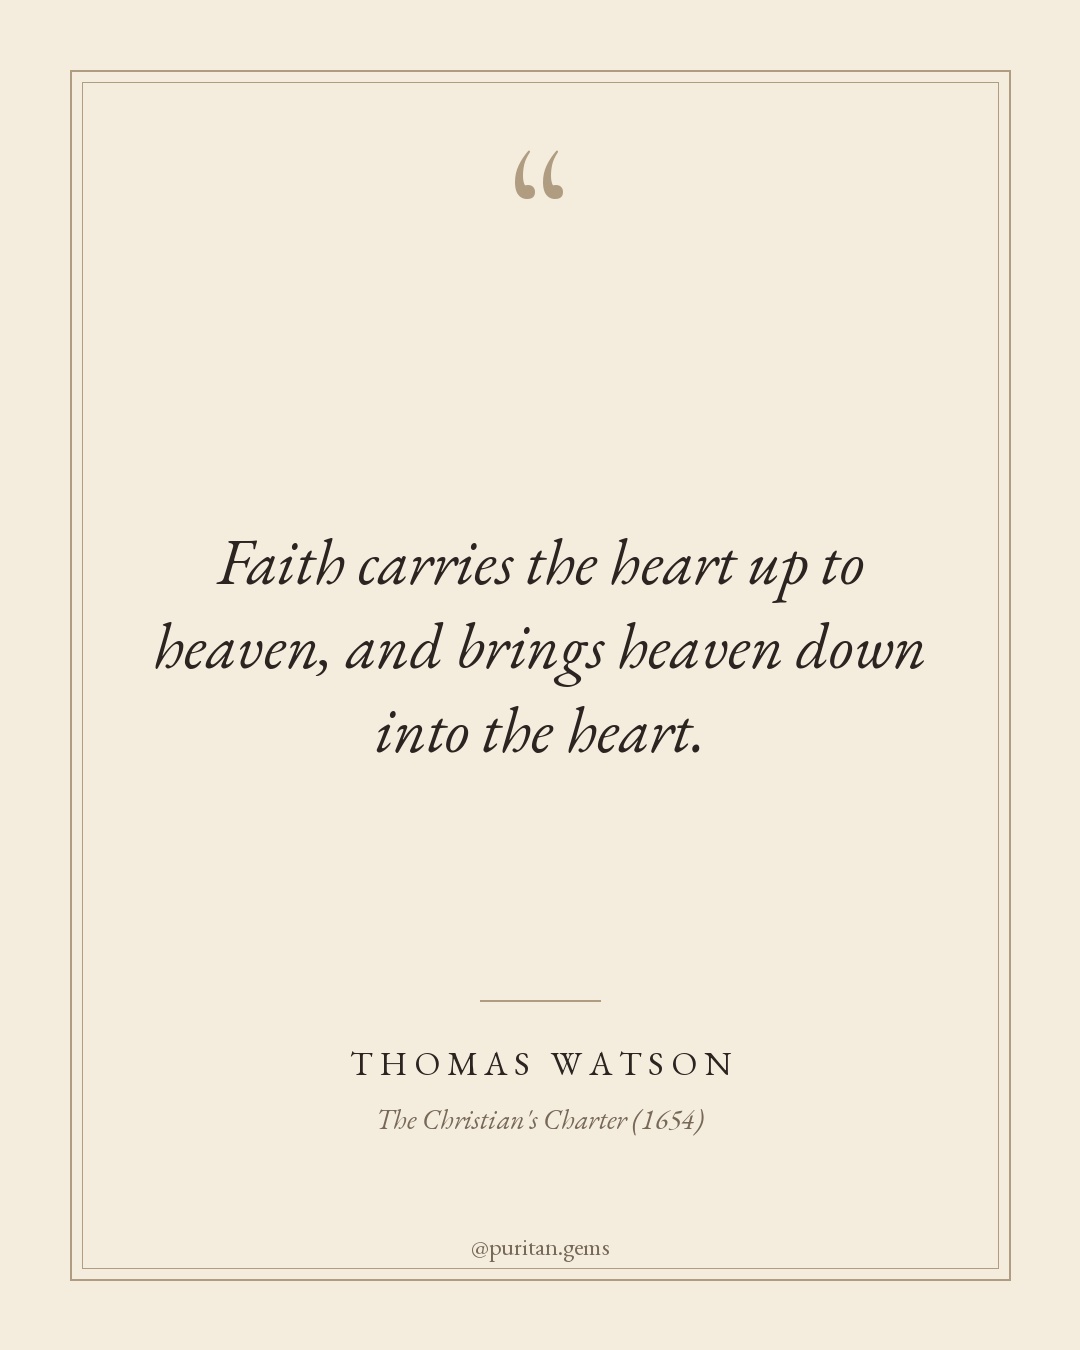 “
Faith carries the heart up to
heaven, and brings heaven down
into the heart.
THOMAS WATSON
The Christian's Charter (1654)
@puritan.gems